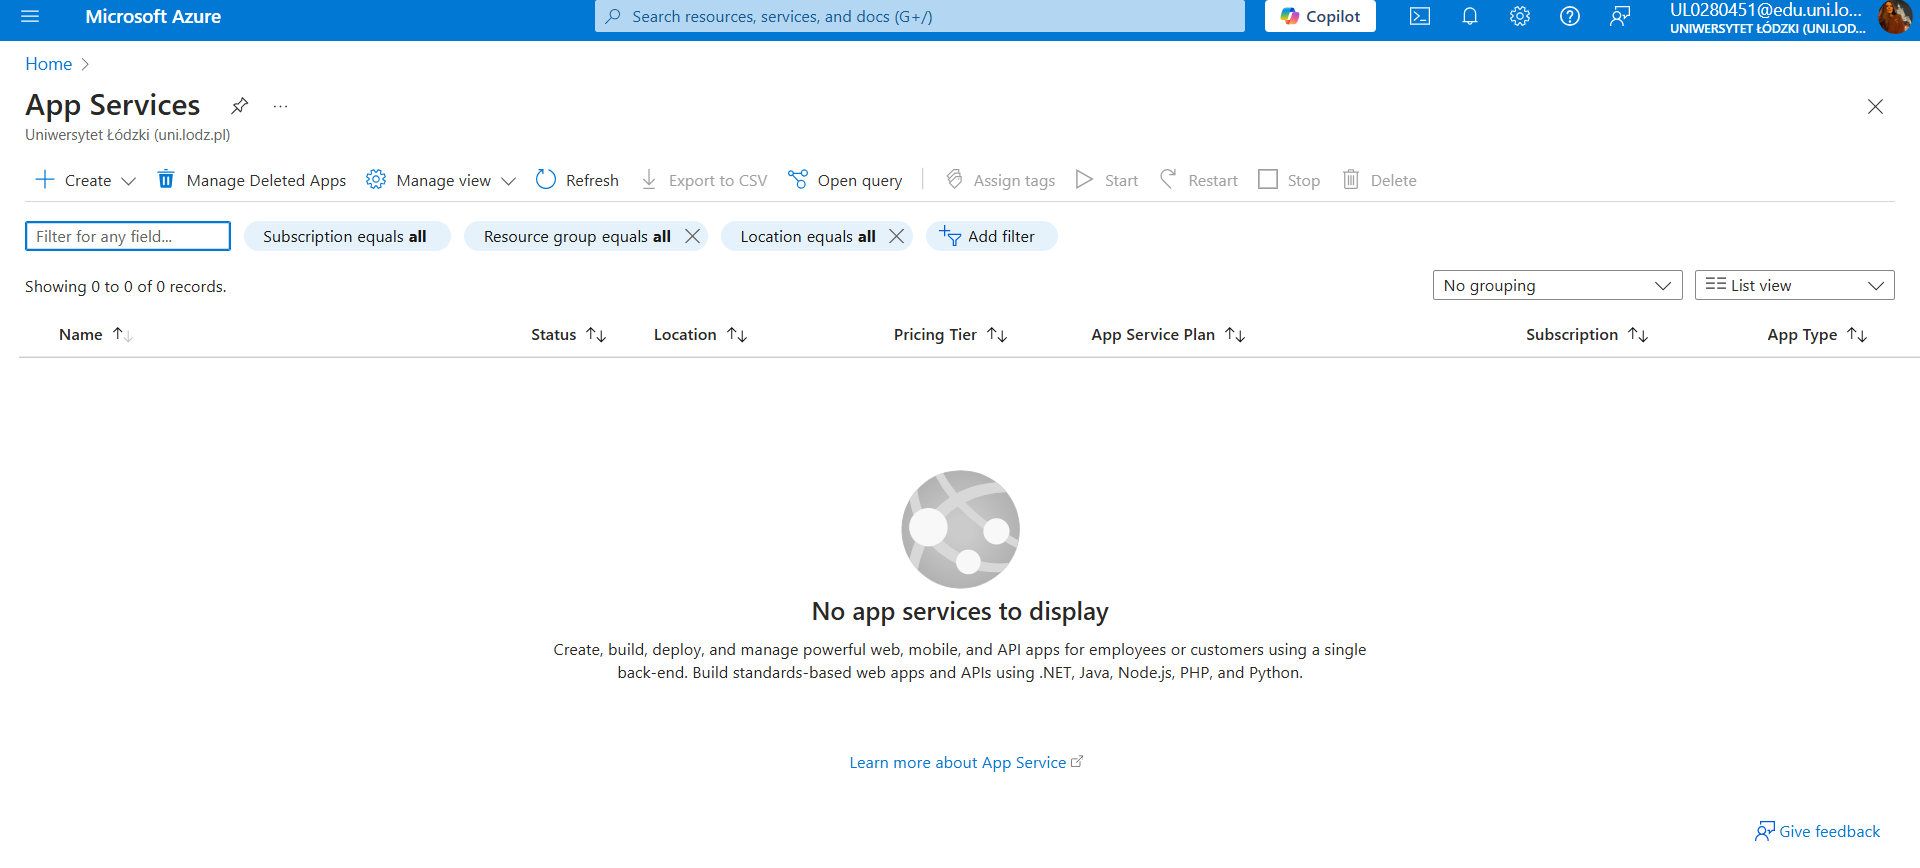 Microsoft Azure
Search resources, services, and docs (G+/)
Copilot
UL0280451@edu.uni.lo...
UNIWERSYTET ŁÓDZKI (UNI.LOD...
Home
App Services
...
Uniwersytet Łódzki (uni.lodz.pl)
Create
Manage Deleted Apps
Manage view
Refresh
Export to CSV
Open query
Assign tags
Start
Restart
Stop
Delete
Filter for any field...
Subscription equals all
Resource group equals all
Location equals all
Add filter
Showing 0 to 0 of 0 records.
No grouping
List view
Name
Status
Location
Pricing Tier
App Service Plan
Subscription
App Type
No app services to display
Create, build, deploy, and manage powerful web, mobile, and API apps for employees or customers using a single
back-end. Build standards-based web apps and APIs using .NET, Java, Node.js, PHP, and Python.
Learn more about App Service
Give feedback